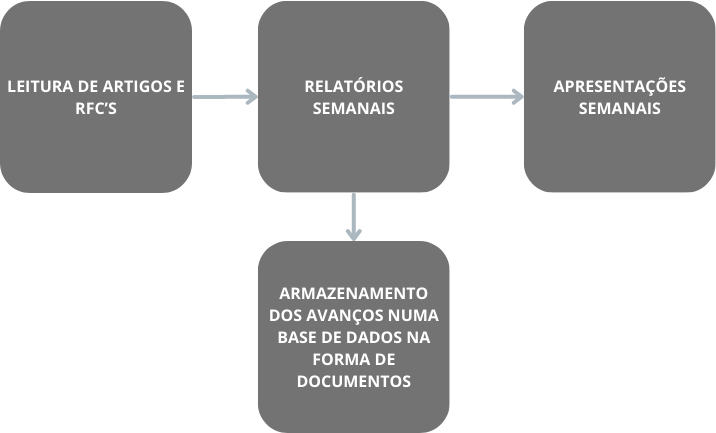 LEITURA DE ARTIGOS E
RFC'S
RELATÓRIOS
SEMANAIS
APRESENTAÇÕES
SEMANAIS
ARMAZENAMENTO
DOS AVANÇOS NUMA
BASE DE DADOS NA
FORMA DE
DOCUMENTOS